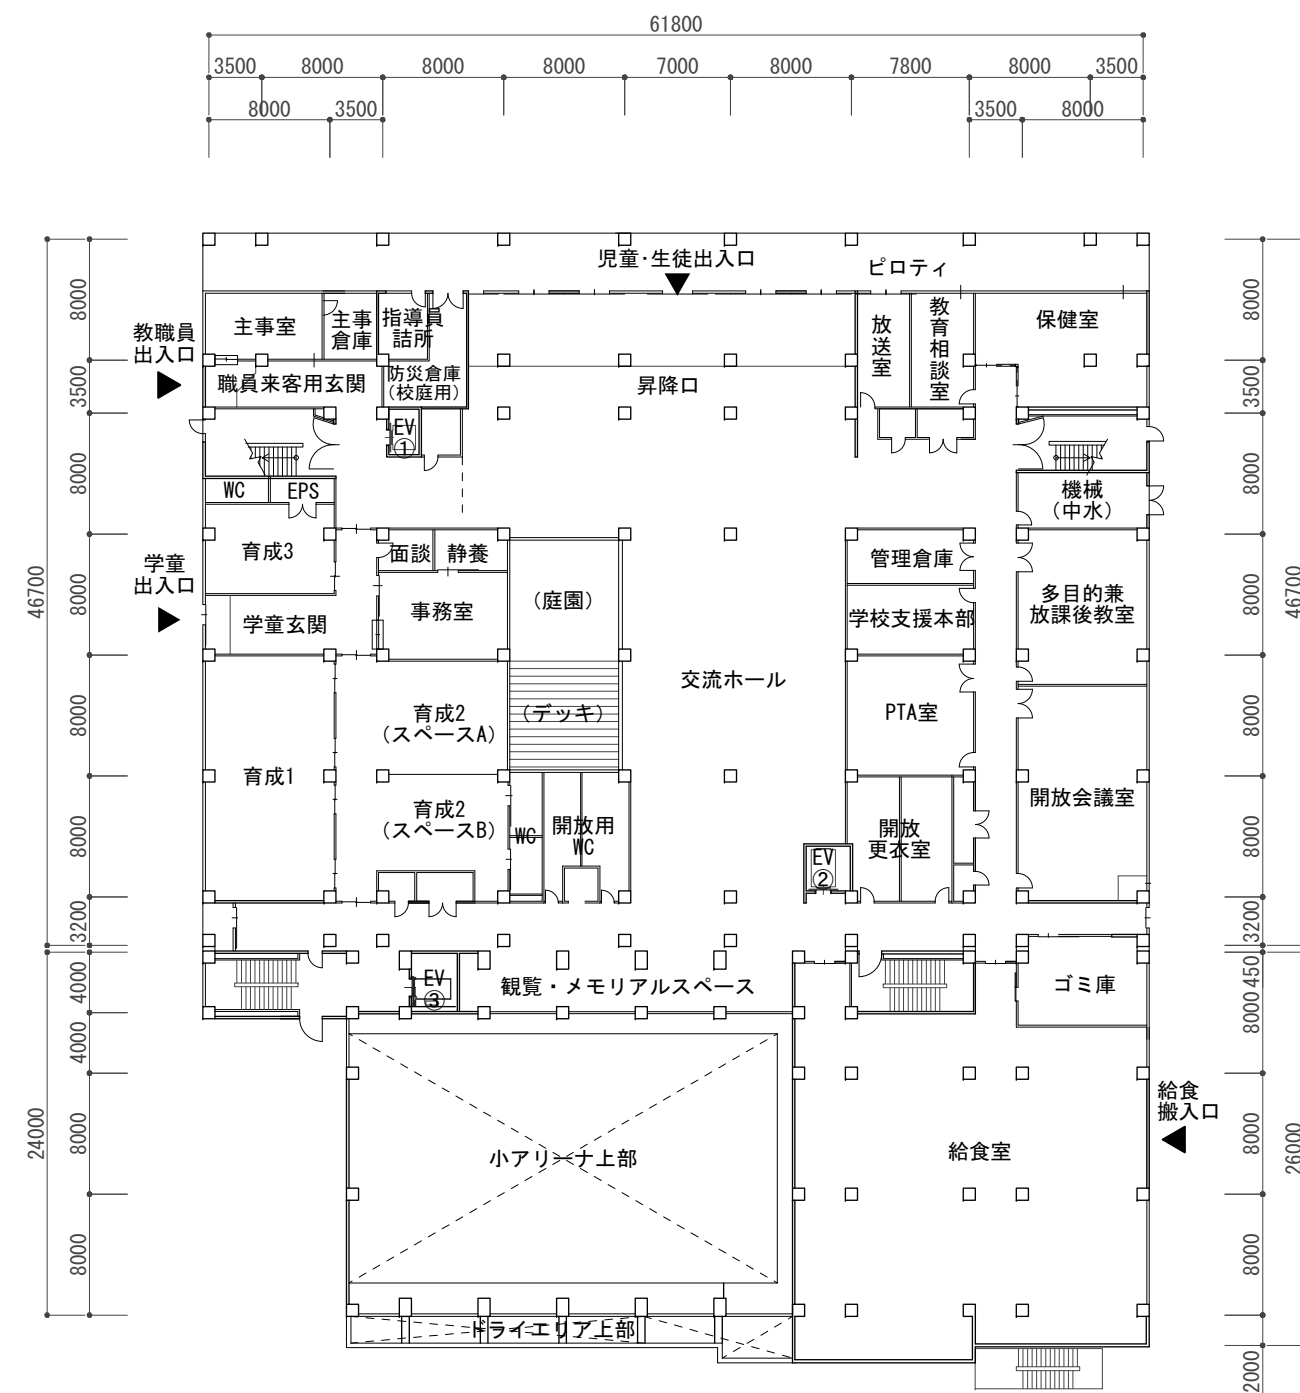 61800
3500
8000
8000
8000
7000
8000
7800
8000
3500
8000
3500
3500
8000
児童・生徒出入口
ピロティ
8000
3500
8000
8000
8000
8000
3200
46700
4000
4000
8000
8000
24000
教職員
出入口
学童
出入口
主事室
主事
倉庫
指導員
詰所
放送室
教育相談室
保健室
職員来客用玄関
防災倉庫
(校庭用)
昇降口
EV
①
WC
EPS
機械
(中水)
育成3
面談
静養
(庭園)
管理倉庫
多目的兼
放課後教室
学童玄関
事務室
学校支援本部
交流ホール
育成2
(スペースA)
(デッキ)
PTA室
育成1
育成2
(スペースB)
WC
開放用
WC
開放
更衣室
開放会議室
EV
②
EV
③
観覧・メモリアルスペース
ゴミ庫
給食
搬入口
小アリーナ上部
給食室
ドライエリア上部
8000
3500
8000
8000
8000
8000
3200
46700
450
8000
8000
8000
26000
2000